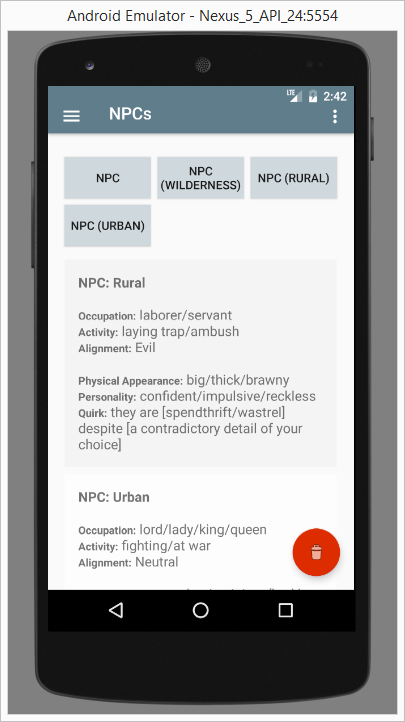 Android Emulator - Nexus_5_API_24:5554
LTE 2:42
NPCs
NPC
NPC
(WILDERNESS)
NPC (RURAL)
NPC (URBAN)
NPC: Rural
Occupation: laborer/servant
Activity: laying trap/ambush
Alignment: Evil
Physical Appearance: big/thick/brawny
Personality: confident/impulsive/reckless
Quirk: they are [spendthrift/wastrel]
despite [a contradictory detail of your
choice]
NPC: Urban
Occupation: lord/lady/king/queen
Activity: fighting/at war
Alignment: Neutral